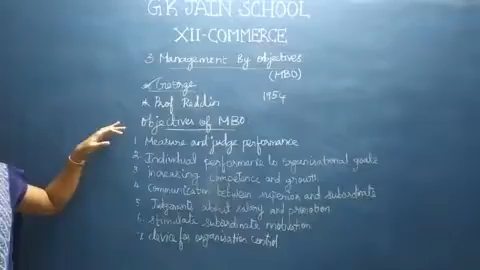 G.K JAIN SCHOOL
XII-COMMERCE
3 Management By objectives
(MBO)
* George
* Prof Reddin 1954
Objectives of MBO
1. Measure and judge performance
2. Individual performance to organisational goals
3. Increasing competence and growth
4. Communication between superior and subordinate
5. Judgements about salary and promotion
6. stimulate subordinate motivation
7. device for organisation control